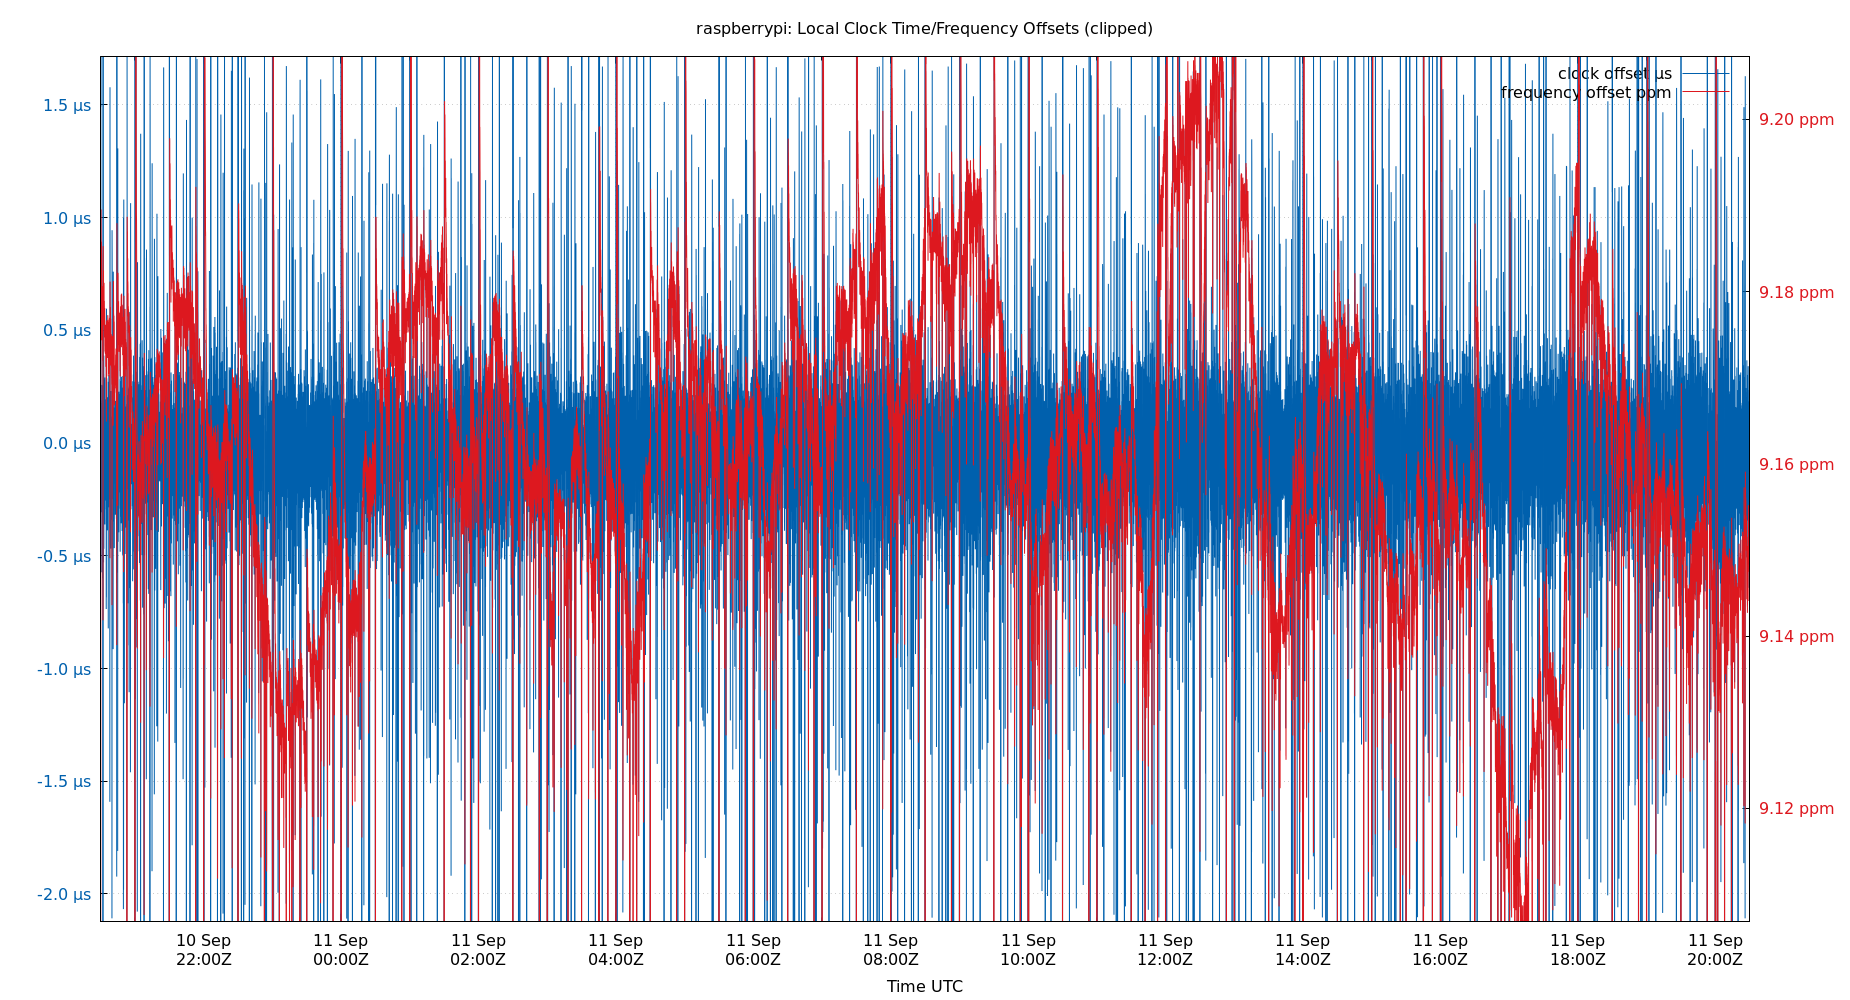 raspberrypi: Local Clock Time/Frequency Offsets (clipped)
clock offset µs
frequency offset ppm
1.5 µs
1.0 µs
0.5 µs
0.0 µs
-0.5 µs
-1.0 µs
-1.5 µs
-2.0 µs
9.20 ppm
9.18 ppm
9.16 ppm
9.14 ppm
9.12 ppm
10 Sep 11 Sep 11 Sep 11 Sep 11 Sep 11 Sep 11 Sep 11 Sep 11 Sep 11 Sep 11 Sep 11 Sep
22:00Z 00:00Z 02:00Z 04:00Z 06:00Z 08:00Z 10:00Z 12:00Z 14:00Z 16:00Z 18:00Z 20:00Z
Time UTC